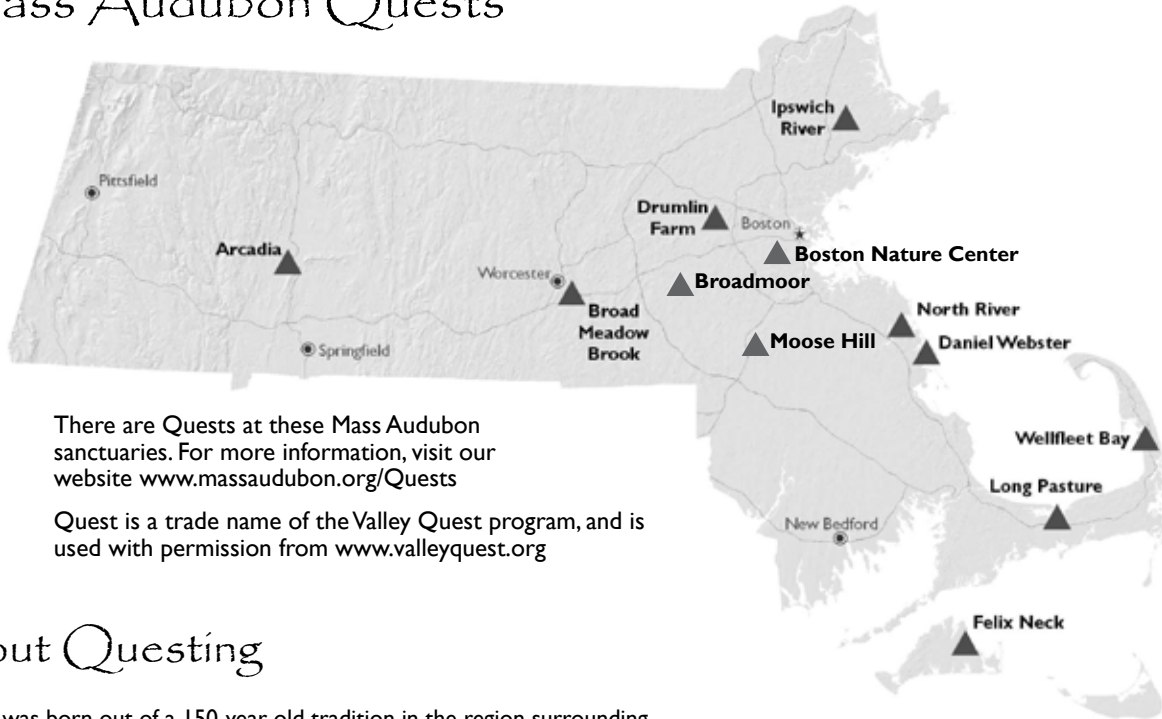 ass Audubon Quests
Ipswich
River
Pittsfield
Drumlin
Farm
Boston
Arcadia
Boston Nature Center
Worcester
Broadmoor
Broad
Meadow
Brook
North River
Moose Hill
Daniel Webster
Springfield
There are Quests at these Mass Audubon
sanctuaries. For more information, visit our
website www.massaudubon.org/Quests
Wellfleet Bay
Long Pasture
Quest is a trade name of the Valley Quest program, and is
used with permission from www.valleyquest.org
New Bedford
Felix Neck
out Questing
was born out of a 150 year old tradition in the region surrounding